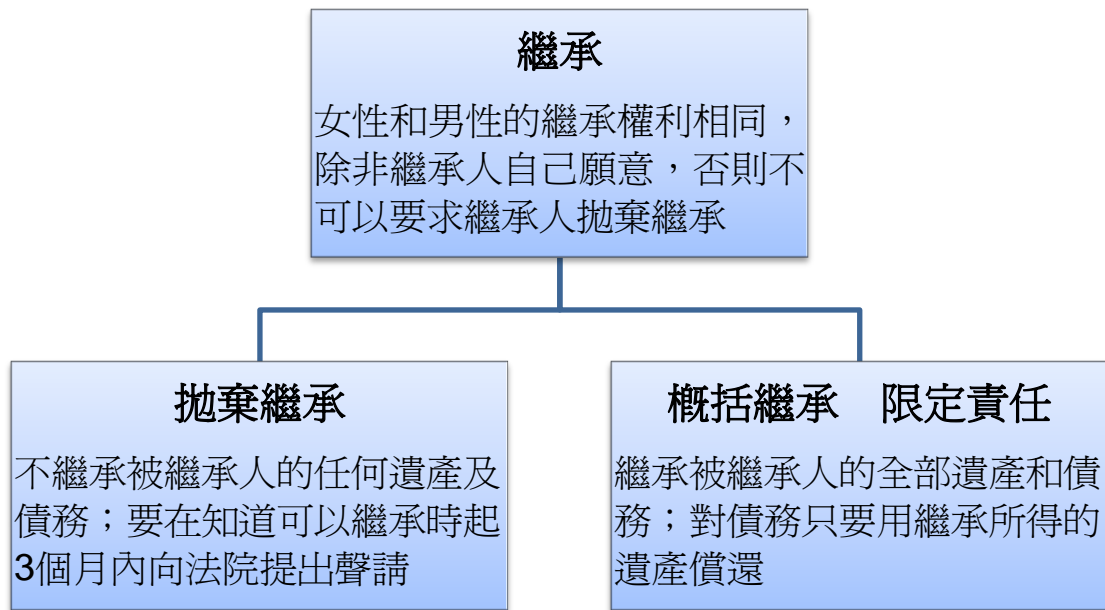 繼承
女性和男性的繼承權利相同，
除非繼承人自己願意，否則不
可以要求繼承人拋棄繼承
拋棄繼承
不繼承被繼承人的任何遺產及
債務；要在知道可以繼承時起
3個月內向法院提出聲請
概括繼承　限定責任
繼承被繼承人的全部遺產和債
務；對債務只要用繼承所得的
遺產償還